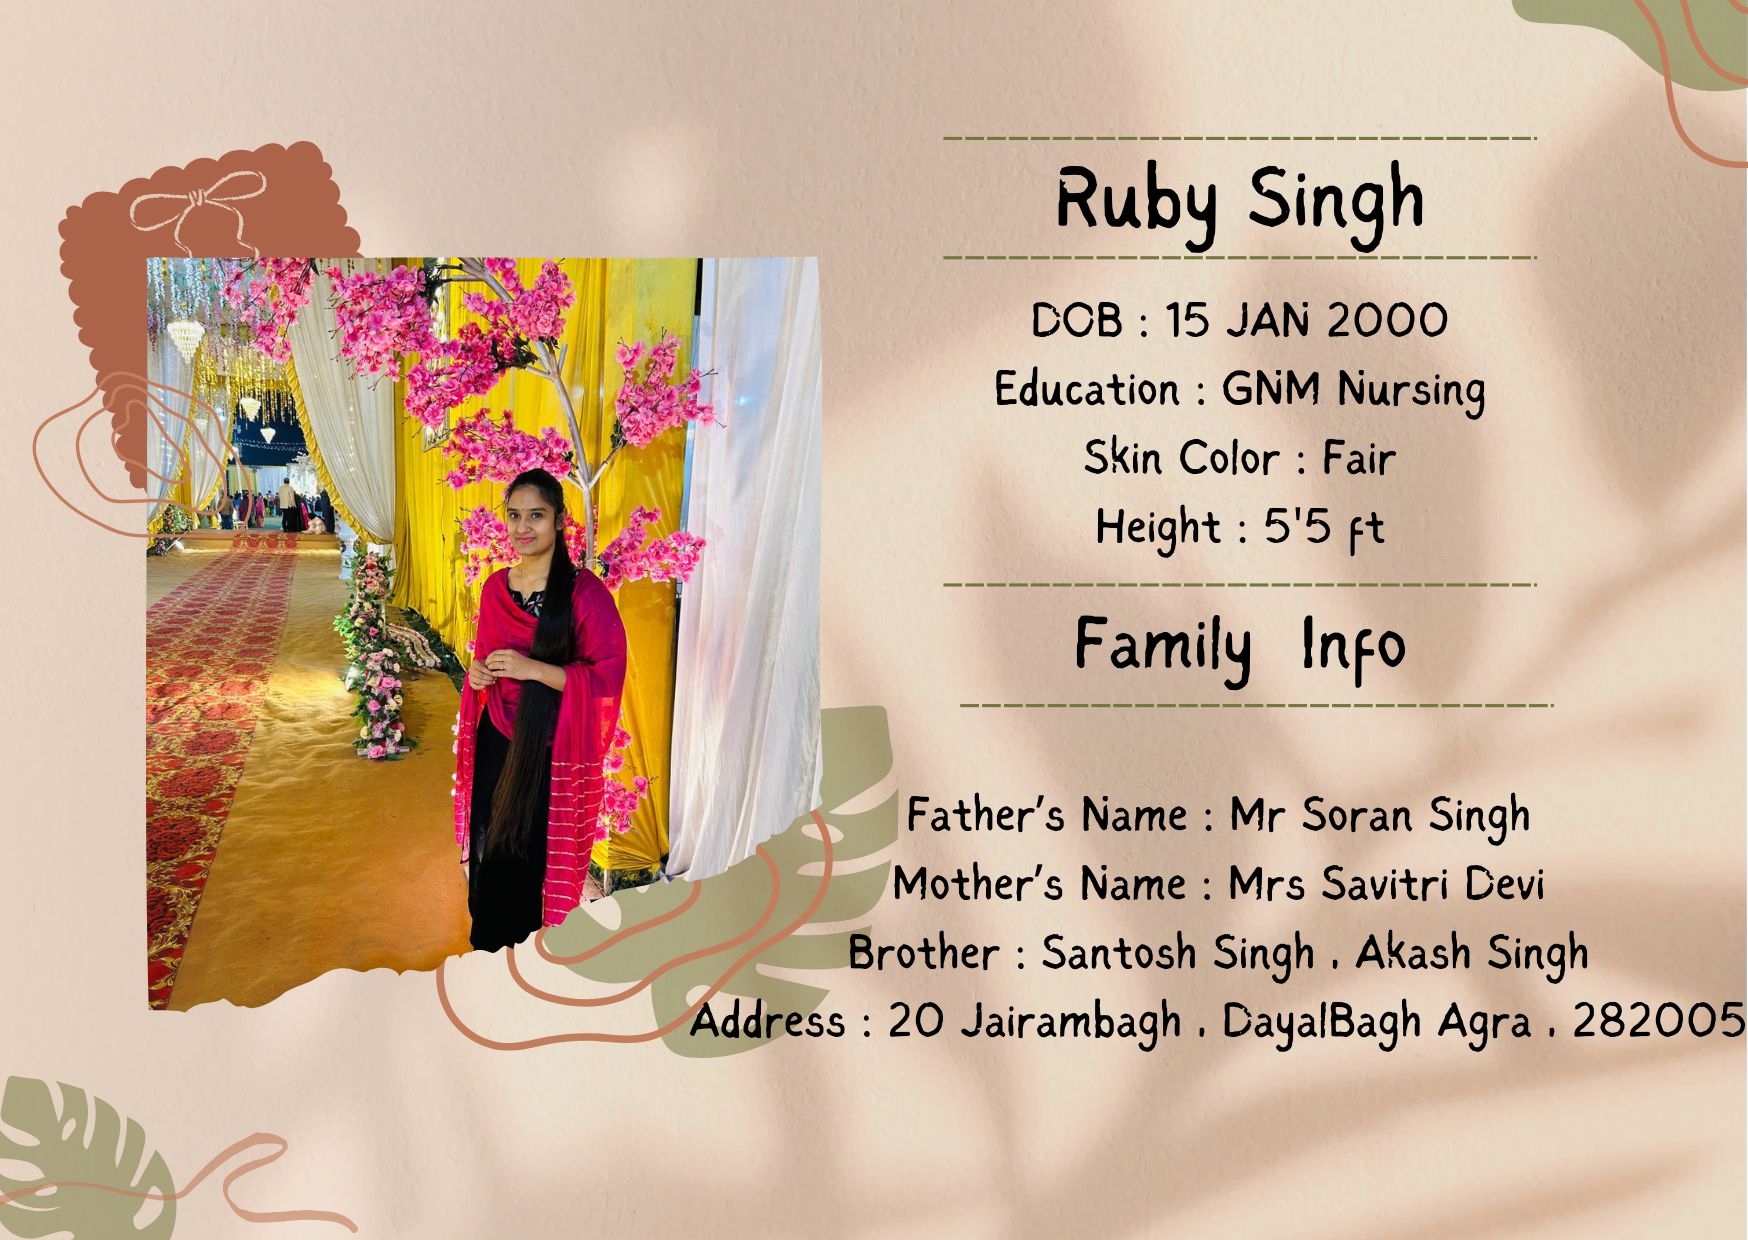 Ruby Singh
DOB : 15 JAN 2000
Education : GNM Nursing
Skin Color : Fair
Height : 5'5 ft
Family Info
Father's Name : Mr Soran Singh
Mother's Name : Mrs Savitri Devi
Brother : Santosh Singh , Akash Singh
Address : 20 Jairambagh , DayalBagh Agra , 282005